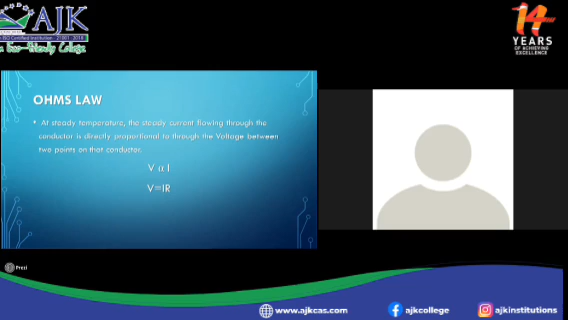 AJK
ISO Certified Institution - 21001 : 2018
Eco-friendly College
14
YEARS
OF ACHIEVING
EXCELLENCE
OHMS LAW
• At steady temperature, the steady current flowing through the
conductor is directly proportional to through the Voltage between
two points on that conductor.
V α I
V=IR
Prezi
www.ajkcas.com
ajkcollege
ajkinstitutions